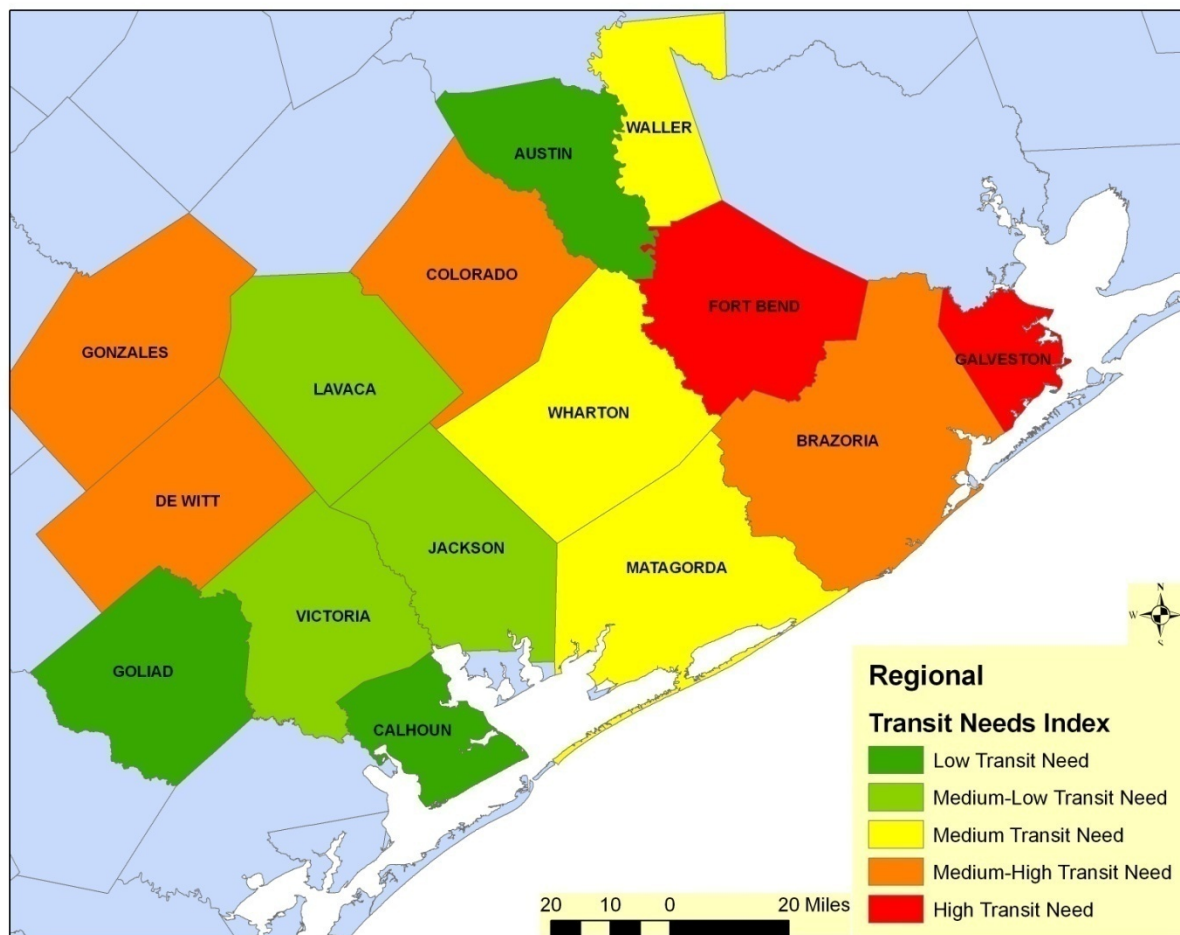 WALLER
AUSTIN
COLORADO
FORT BEND
GONZALES
GALVESTON
LAVACA
WHARTON
BRAZORIA
DE WITT
JACKSON
MATAGORDA
VICTORIA
GOLIAD
CALHOUN
N
W E
S
Regional
Transit Needs Index
Low Transit Need
Medium-Low Transit Need
Medium Transit Need
Medium-High Transit Need
High Transit Need
20 10 0 20 Miles